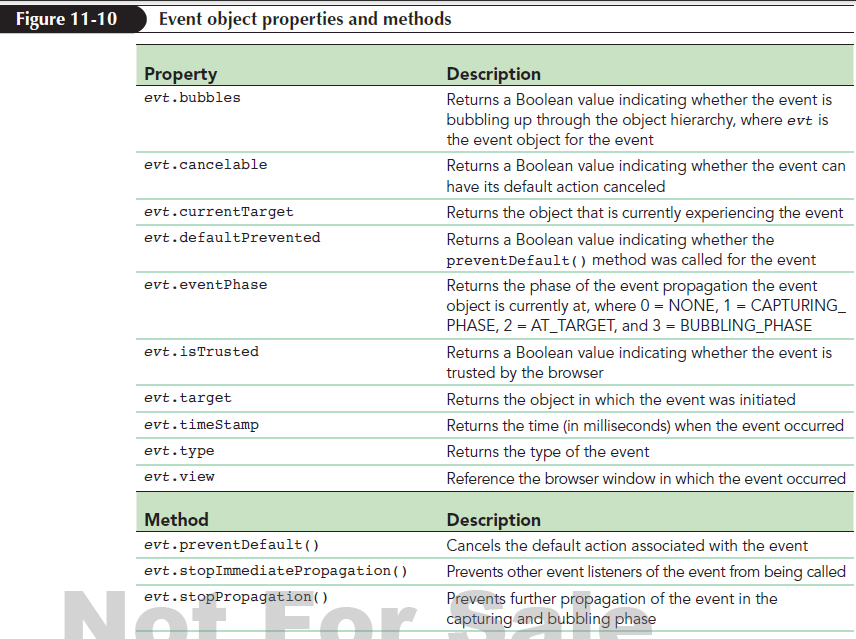 Figure 11-10 Event object properties and methods
Property Description
evt.bubbles Returns a Boolean value indicating whether the event is
bubbling up through the object hierarchy, where evt is
the event object for the event
evt.cancelable Returns a Boolean value indicating whether the event can
have its default action canceled
evt.currentTarget Returns the object that is currently experiencing the event
evt.defaultPrevented Returns a Boolean value indicating whether the
preventDefault() method was called for the event
evt.eventPhase Returns the phase of the event propagation the event
object is currently at, where 0 = NONE, 1 = CAPTURING_
PHASE, 2 = AT_TARGET, and 3 = BUBBLING_PHASE
evt.isTrusted Returns a Boolean value indicating whether the event is
trusted by the browser
evt.target Returns the object in which the event was initiated
evt.timeStamp Returns the time (in milliseconds) when the event occurred
evt.type Returns the type of the event
evt.view Reference the browser window in which the event occurred
Method Description
evt.preventDefault() Cancels the default action associated with the event
evt.stopImmediatePropagation() Prevents other event listeners of the event from being called
evt.stopPropagation() Prevents further propagation of the event in the
capturing and bubbling phase
Not For Sale